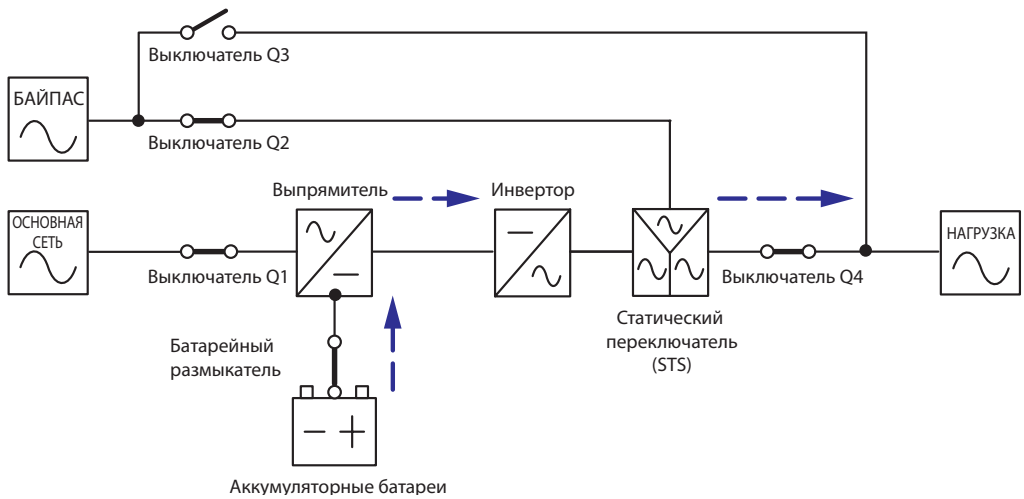 Выключатель Q3
БАЙПАС
Выключатель Q2
Выпрямитель
Инвертор
ОСНОВНАЯ
СЕТЬ
НАГРУЗКА
Выключатель Q1
Выключатель Q4
Статический
переключатель
(STS)
Батарейный
размыкатель
Аккумуляторные батареи